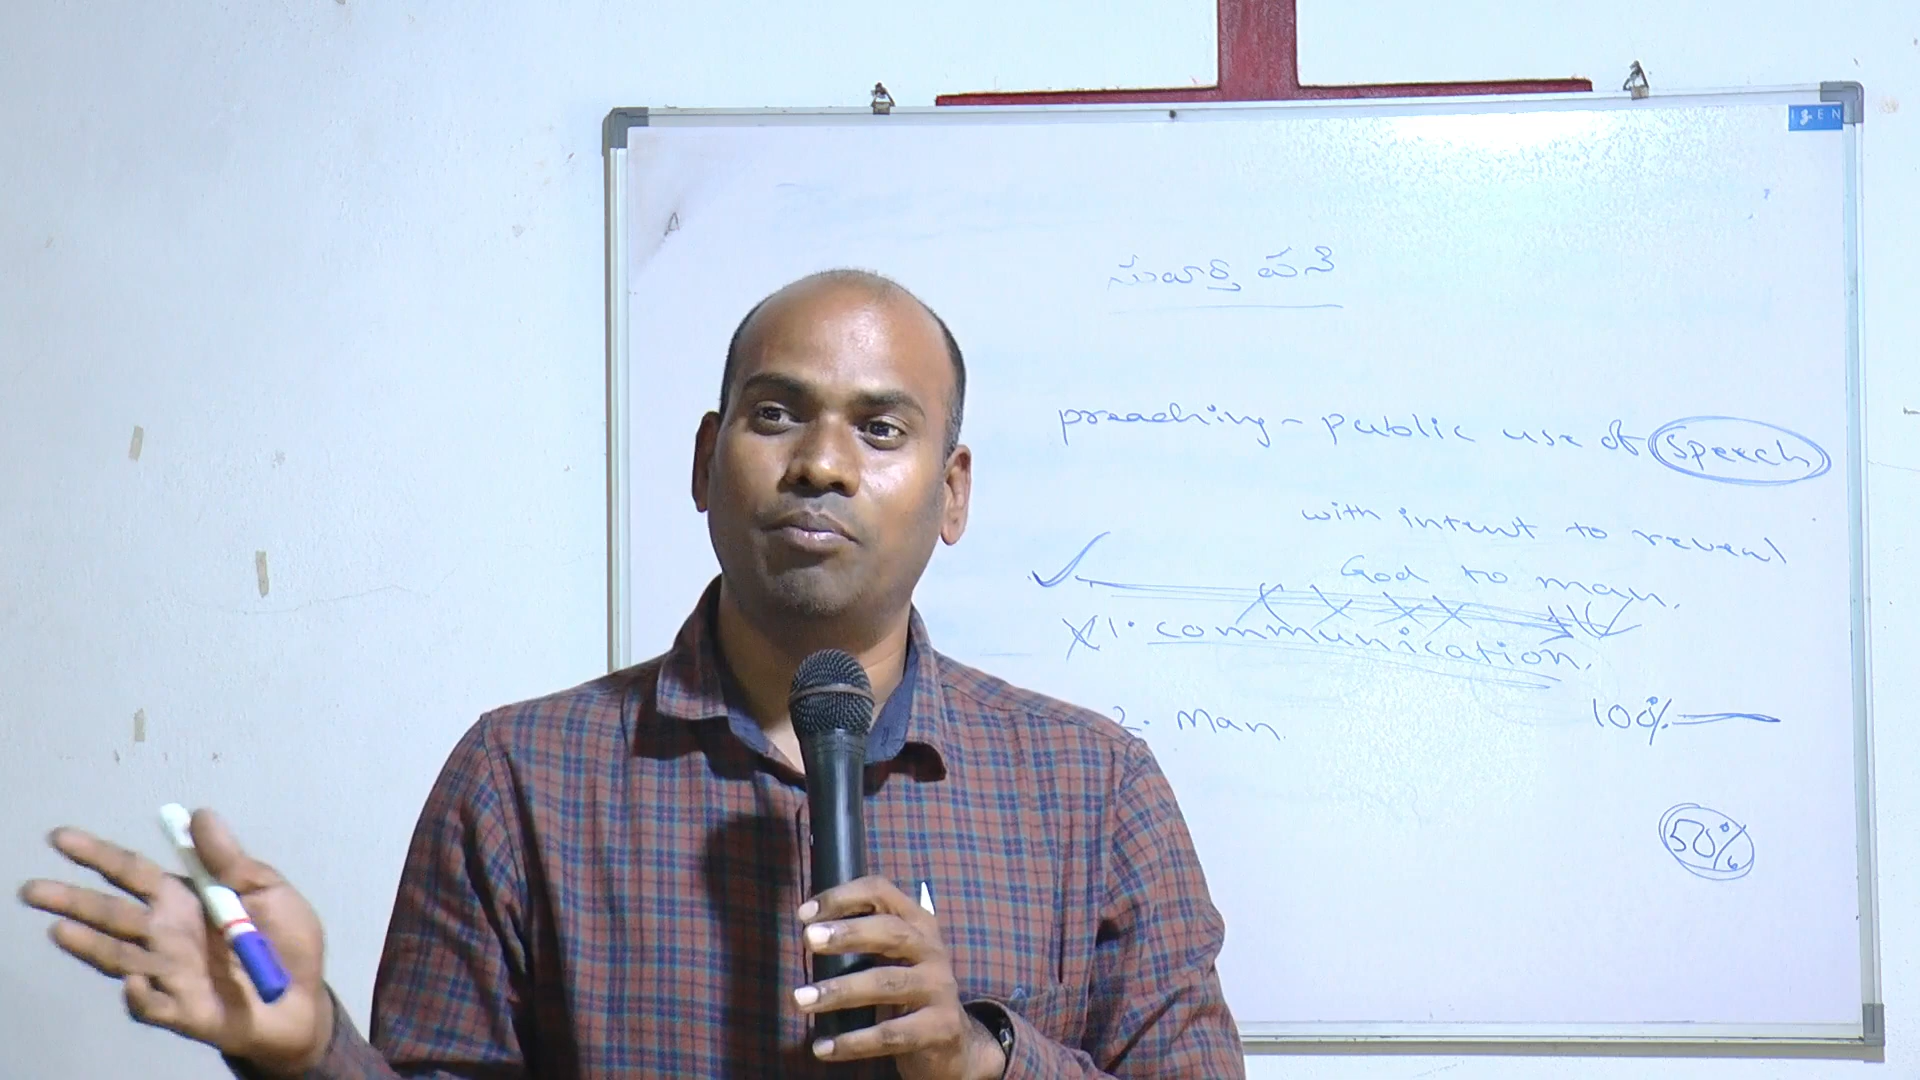 సువార్త పని
preaching - public use of speech
with intent to reveal
God to man.
X 1. communication.
2. Man
100%
50%